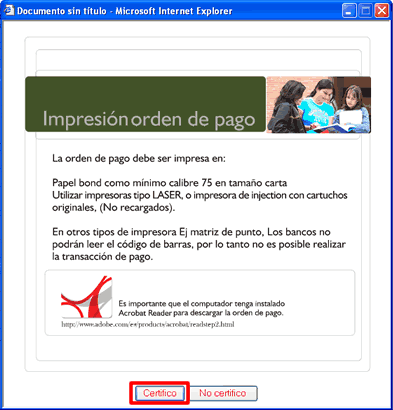 Documento sin título - Microsoft Internet Explorer
Impresión orden de pago
La orden de pago debe ser impresa en:
Papel bond como mínimo calibre 75 en tamaño carta
Utilizar impresoras tipo LASER, o impresora de injection con cartuchos
originales, (No recargados).
En otros tipos de impresora Ej matriz de punto, Los bancos no
podrán leer el código de barras, por lo tanto no es posible realizar
la transacción de pago.
Es importante que el computador tenga instalado
Acrobat Reader para descargar la orden de pago.
http://www.adobe.com/es/products/acrobat/readstep2.html
Certifico No certifico